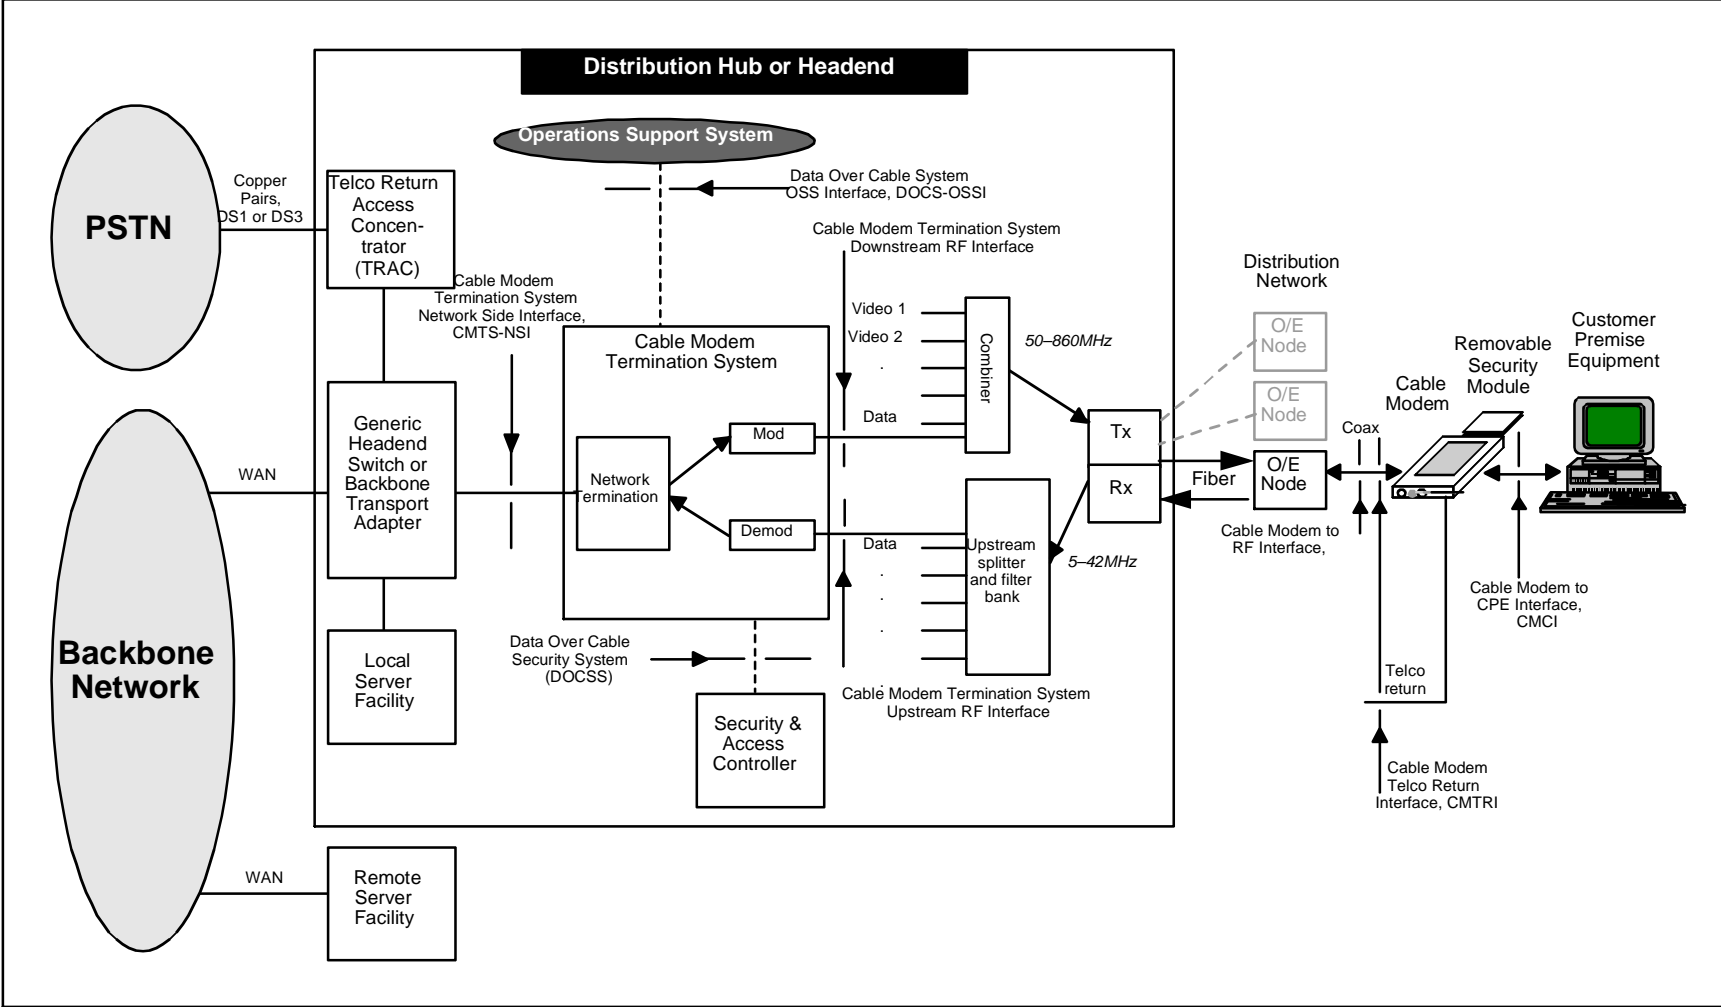 Distribution Hub or Headend
Operations Support System
PSTN
Copper
Pairs,
DS1 or DS3
Telco Return
Access
Concen-
trator
(TRAC)
Data Over Cable System
OSS Interface, DOCS-OSSI
Cable Modem Termination System
Downstream RF Interface
Cable Modem
Termination System
Network Side Interface,
CMTS-NSI
Cable Modem
Termination System
Video 1
Video 2
.
Data
Combiner
50–860MHz
Distribution
Network
O/E
Node
O/E
Node
O/E
Node
Customer
Premise
Equipment
Removable
Security
Module
Cable
Modem
Coax
Generic
Headend
Switch or
Backbone
Transport
Adapter
WAN
Network
Termination
Mod
Demod
Tx
Rx
Fiber
Cable Modem to
RF Interface,
Data
.
.
.
.
Upstream
splitter
and filter
bank
5–42MHz
Cable Modem to
CPE Interface,
CMCI
Backbone
Network
Local
Server
Facility
Data Over Cable
Security System
(DOCSS)
Cable Modem Termination System
Upstream RF Interface
Security &
Access
Controller
Telco
return
Cable Modem
Telco Return
Interface, CMTRI
WAN
Remote
Server
Facility